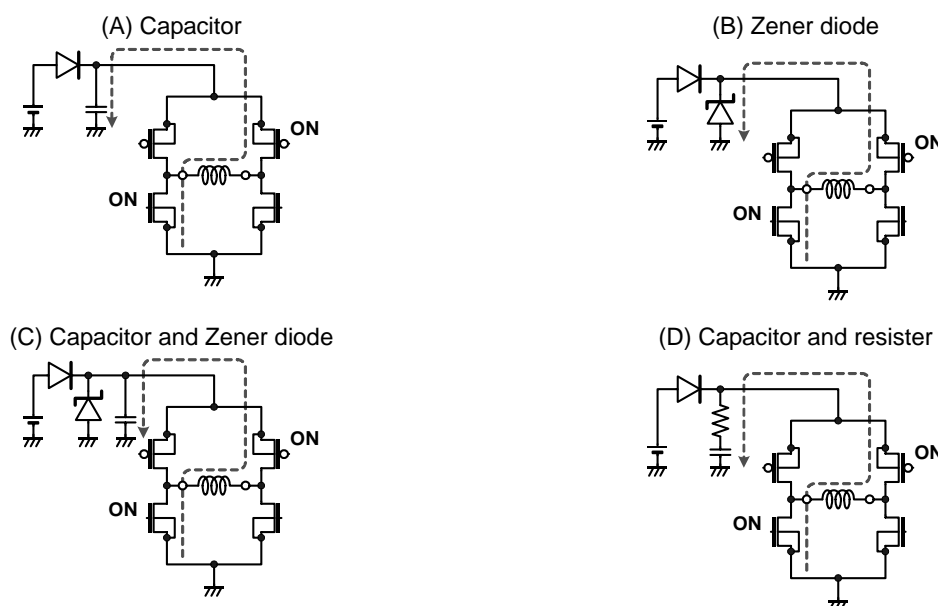 (A) Capacitor
ON
ON
(B) Zener diode
ON
ON
(C) Capacitor and Zener diode
ON
ON
(D) Capacitor and resister
ON
ON